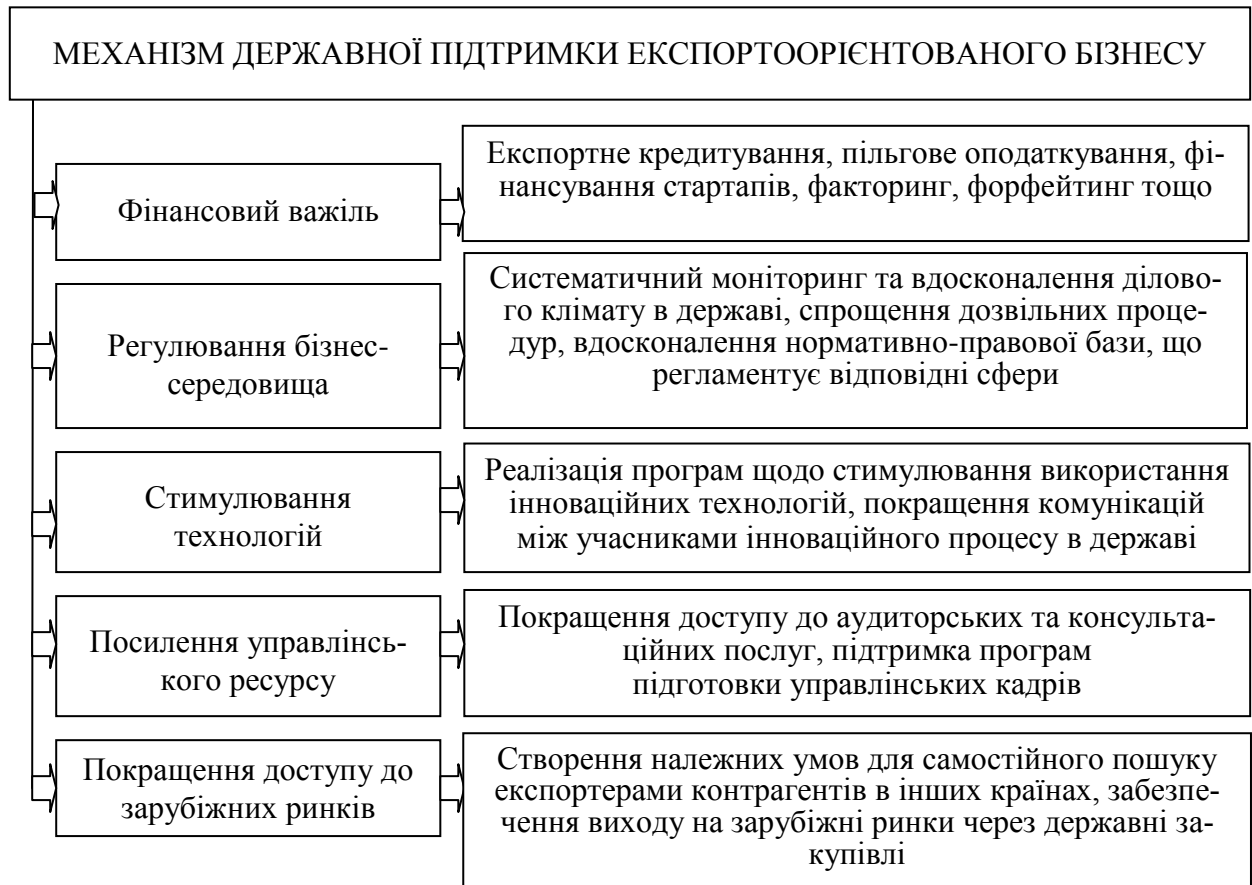 МЕХАНІЗМ ДЕРЖАВНОЇ ПІДТРИМКИ ЕКСПОРТООРІЄНТОВАНОГО БІЗНЕСУ
Фінансовий важіль
Експортне кредитування, пільгове оподаткування, фі-
нансування стартапів, факторинг, форфейтинг тощо
Регулювання бізнес-
середовища
Систематичний моніторинг та вдосконалення ділово-
го клімату в державі, спрощення дозвільних проце-
дур, вдосконалення нормативно-правової бази, що
регламентує відповідні сфери
Стимулювання
технологій
Реалізація програм щодо стимулювання використання
інноваційних технологій, покращення комунікацій
між учасниками інноваційного процесу в державі
Посилення управлінсь-
кого ресурсу
Покращення доступу до аудиторських та консульта-
ційних послуг, підтримка програм
підготовки управлінських кадрів
Покращення доступу до
зарубіжних ринків
Створення належних умов для самостійного пошуку
експортерами контрагентів в інших країнах, забезпе-
чення виходу на зарубіжні ринки через державні за-
купівлі